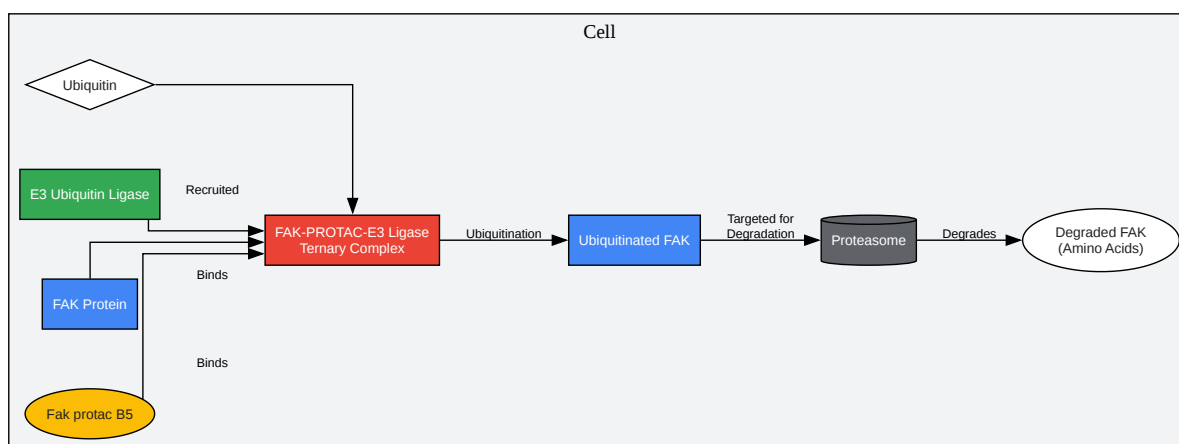 Cell
Ubiquitin
E3 Ubiquitin Ligase
Recruited
FAK-PROTAC-E3 Ligase
Ternary Complex
Ubiquitination
Ubiquitinated FAK
Targeted for
Degradation
Proteasome
Degrades
Degraded FAK
(Amino Acids)
Binds
FAK Protein
Binds
Fak protac B5